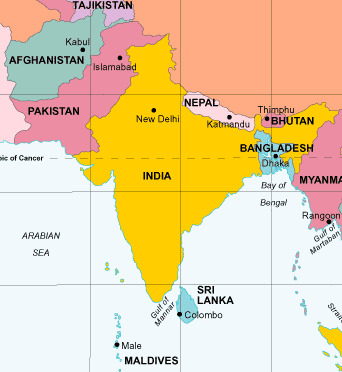 TAJIKISTAN
Kabul
AFGHANISTAN
Islamabad
PAKISTAN
NEPAL
Thimphu
BHUTAN
New Delhi
Katmandu
BANGLADESH
Dhaka
pic of Cancer
INDIA
MYANMA
Bay of
Bengal
Rangoon
Gulf of
Martaban
ARABIAN
SEA
SRI
LANKA
Gulf of
Mannar
Colombo
Male
MALDIVES
Stra